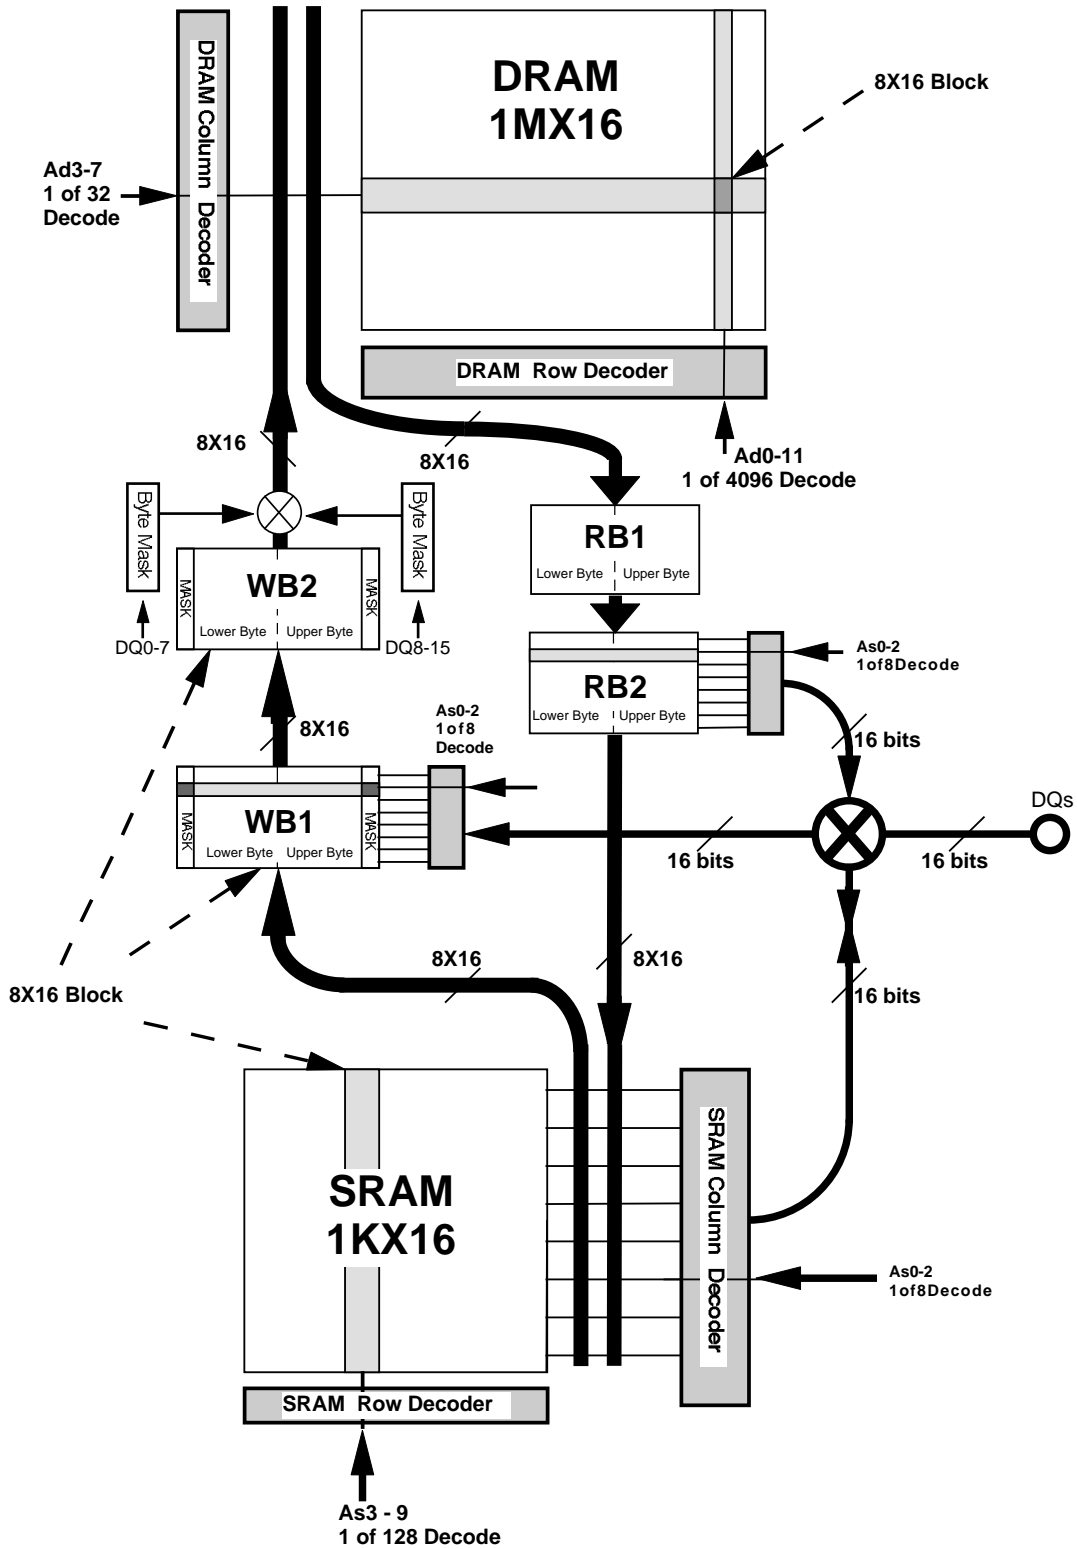 DRAM Column Decoder
DRAM
1MX16
8X16 Block
Ad3-7
1 of 32
Decode
DRAM Row Decoder
8X16
8X16
Ad0-11
1 of 4096 Decode
Byte Mask
Byte Mask
RB1
Lower Byte
Upper Byte
MASK
WB2
MASK
Lower Byte
Upper Byte
DQ0-7
DQ8-15
As0-2
1of8Decode
RB2
Lower Byte
Upper Byte
As0-2
1of8
Decode
8X16
16 bits
DQs
MASK
WB1
MASK
Lower Byte
Upper Byte
16 bits
16 bits
8X16
8X16
8X16 Block
16 bits
SRAM
1KX16
SRAM Column Decoder
As0-2
1of8Decode
SRAM Row Decoder
As3 - 9
1 of 128 Decode